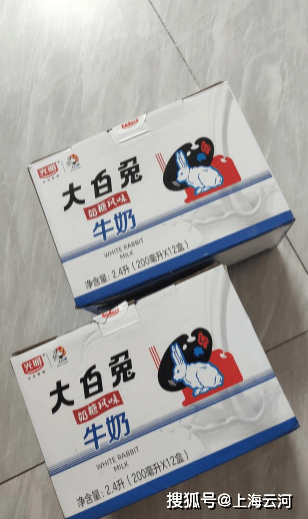 光明
大白兔
奶糖风味
牛奶
WHITE RABBIT
MILK
净含量: 2.4升 (200毫升X12盒)
光明
大白兔
奶糖风味
牛奶
WHITE RABBIT
MILK
净含量: 2.4升 (200毫升X12盒)
搜狐号@上海云河